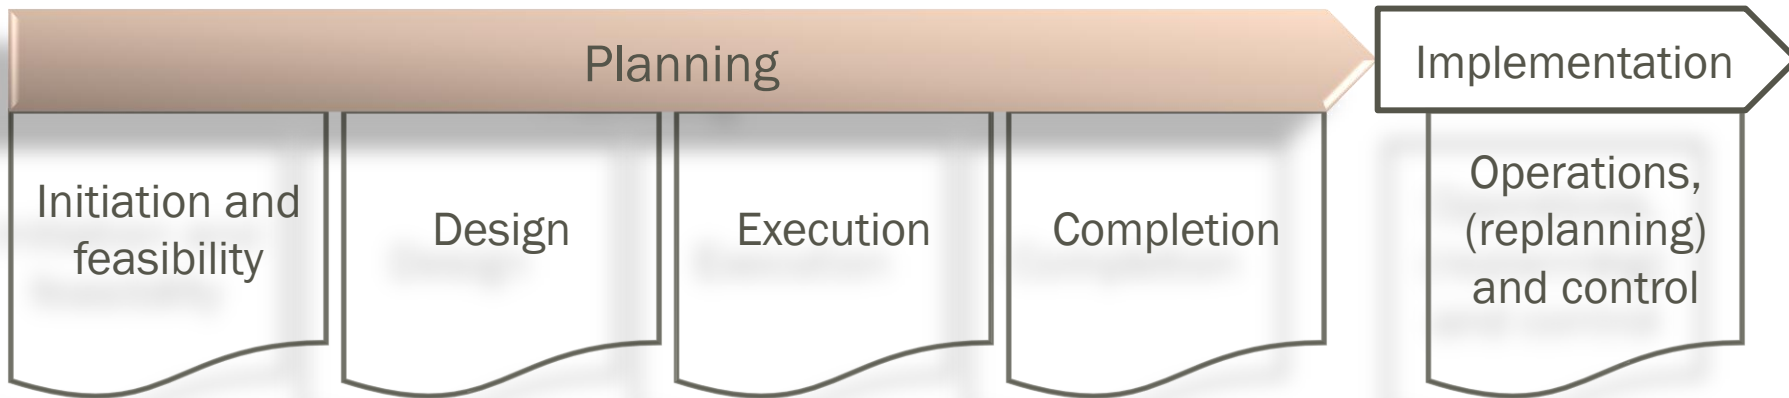 Planning
Implementation
Initiation and
feasibility
Design
Execution
Completion
Operations,
(replanning)
and control